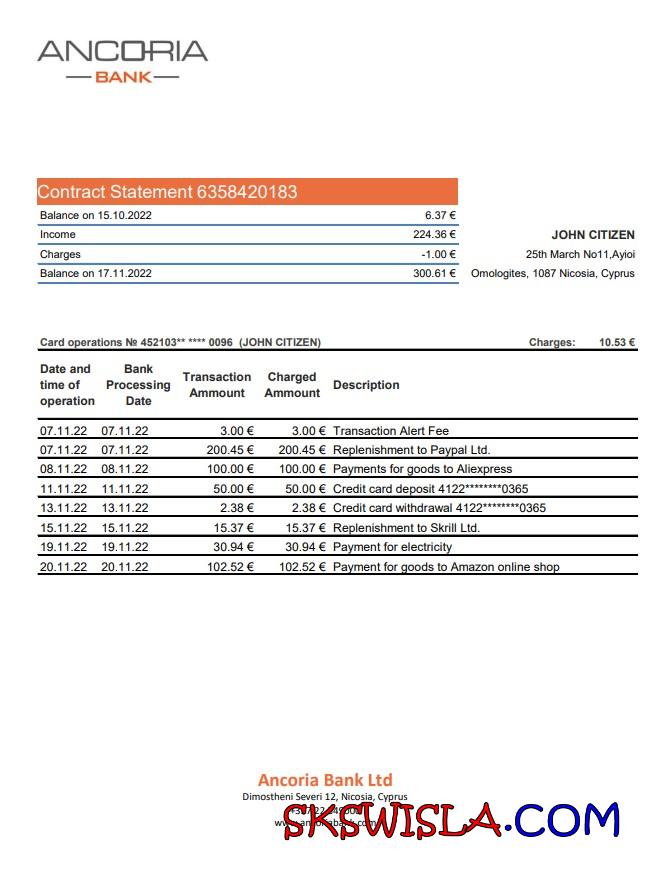 ANCORIA
BANK
Contract Statement 6358420183
Balance on 15.10.2022 6.37 €
Income 224.36 €
Charges -1.00 €
Balance on 17.11.2022 300.61 €
JOHN CITIZEN
25th March No11,Ayioi
Omologites, 1087 Nicosia, Cyprus
Card operations № 452103** **** 0096 (JOHN CITIZEN) Charges: 10.53 €
Date and time of operation Bank Processing Date Transaction Ammount Charged Ammount Description
07.11.22 07.11.22 3.00 € 3.00 € Transaction Alert Fee
07.11.22 07.11.22 200.45 € 200.45 € Replenishment to Paypal Ltd.
08.11.22 08.11.22 100.00 € 100.00 € Payments for goods to Aliexpress
11.11.22 11.11.22 50.00 € 50.00 € Credit card deposit 4122********0365
13.11.22 13.11.22 2.38 € 2.38 € Credit card withdrawal 4122********0365
15.11.22 15.11.22 15.37 € 15.37 € Replenishment to Skrill Ltd.
19.11.22 19.11.22 30.94 € 30.94 € Payment for electricity
20.11.22 20.11.22 102.52 € 102.52 € Payment for goods to Amazon online shop
Ancoria Bank Ltd
Dimostheni Severi 12, Nicosia, Cyprus
SKSWISLA.COM